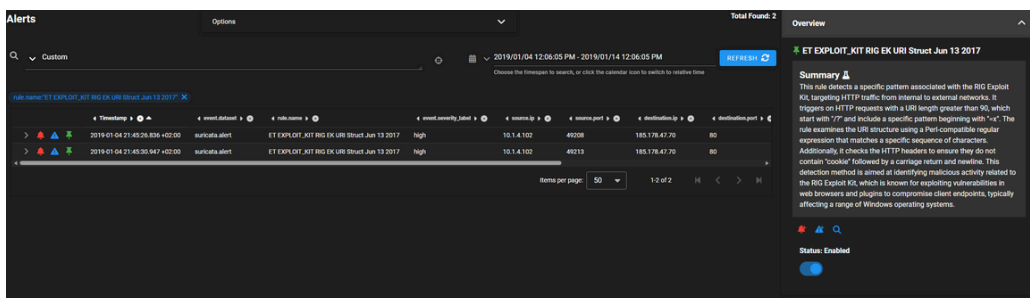 Alerts
Options
Total Found: 2
Custom
2019/01/04 12:06:05 PM - 2019/01/14 12:06:05 PM
REFRESH
Choose the timespan to search, or click the calendar icon to switch to relative time
rule.name:"ET EXPLOIT_KIT RIG EK URI Struct Jun 13 2017"
Timestamp event.dataset rule.name event.severity_label source.ip source.port destination.ip destination.port
2019-01-04 21:45:26.836 +02:00 suricata.alert ET EXPLOIT_KIT RIG EK URI Struct Jun 13 2017 high 10.1.4.102 49208 185.178.47.70 80
2019-01-04 21:45:30.947 +02:00 suricata.alert ET EXPLOIT_KIT RIG EK URI Struct Jun 13 2017 high 10.1.4.102 49213 185.178.47.70 80
Items per page: 50 1-2 of 2
Overview
ET EXPLOIT_KIT RIG EK URI Struct Jun 13 2017
Summary
This rule detects a specific pattern associated with the RIG Exploit
Kit, targeting HTTP traffic from internal to external networks. It
triggers on HTTP requests with a URI length greater than 90, which
start with "/?" and include a specific pattern beginning with "=x". The
rule examines the URI structure using a Perl-compatible regular
expression that matches a specific sequence of characters.
Additionally, it checks the HTTP headers to ensure they do not
contain "cookie" followed by a carriage return and newline. This
detection method is aimed at identifying malicious activity related to
the RIG Exploit Kit, which is known for exploiting vulnerabilities in
web browsers and plugins to compromise client endpoints, typically
affecting a range of Windows operating systems.
Status: Enabled